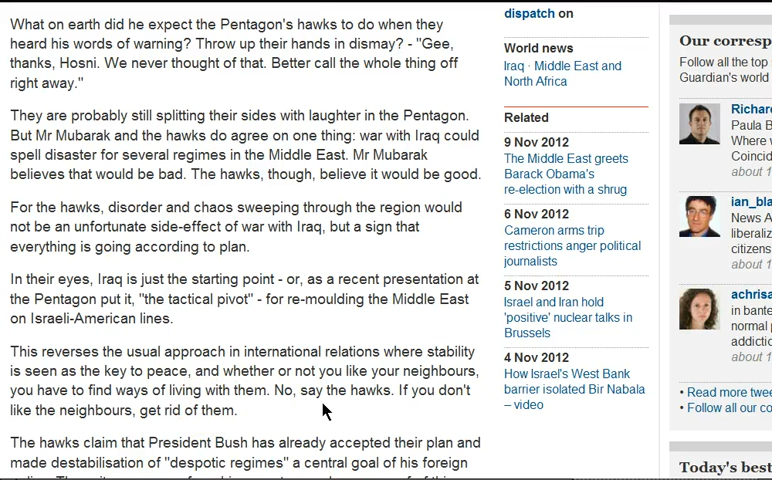 What on earth did he expect the Pentagon's hawks to do when they
heard his words of warning? Throw up their hands in dismay? - "Gee,
thanks, Hosni. We never thought of that. Better call the whole thing off
right away."
They are probably still splitting their sides with laughter in the Pentagon.
But Mr Mubarak and the hawks do agree on one thing: war with Iraq could
spell disaster for several regimes in the Middle East. Mr Mubarak
believes that would be bad. The hawks, though, believe it would be good.
For the hawks, disorder and chaos sweeping through the region would
not be an unfortunate side-effect of war with Iraq, but a sign that
everything is going according to plan.
In their eyes, Iraq is just the starting point - or, as a recent presentation at
the Pentagon put it, "the tactical pivot" - for re-moulding the Middle East
on Israeli-American lines.
This reverses the usual approach in international relations where stability
is seen as the key to peace, and whether or not you like your neighbours,
you have to find ways of living with them. No, say the hawks. If you don't
like the neighbours, get rid of them.
The hawks claim that President Bush has already accepted their plan and
made destabilisation of "despotic regimes" a central goal of his foreign
dispatch on
World news
Iraq · Middle East and
North Africa
Related
9 Nov 2012
The Middle East greets
Barack Obama's
re-election with a shrug
6 Nov 2012
Cameron arms trip
restrictions anger political
journalists
5 Nov 2012
Israel and Iran hold
'positive' nuclear talks in
Brussels
4 Nov 2012
How Israel's West Bank
barrier isolated Bir Nabala
– video
Our corresp
Follow all the top
Guardian's world
Richar
Paula B
Where v
Coincid
about 1
ian_bla
News A
liberaliz
citizens
about 1
achrisa
in bante
normal
addictio
about 1
• Read more twee
• Follow all our co
Today's best